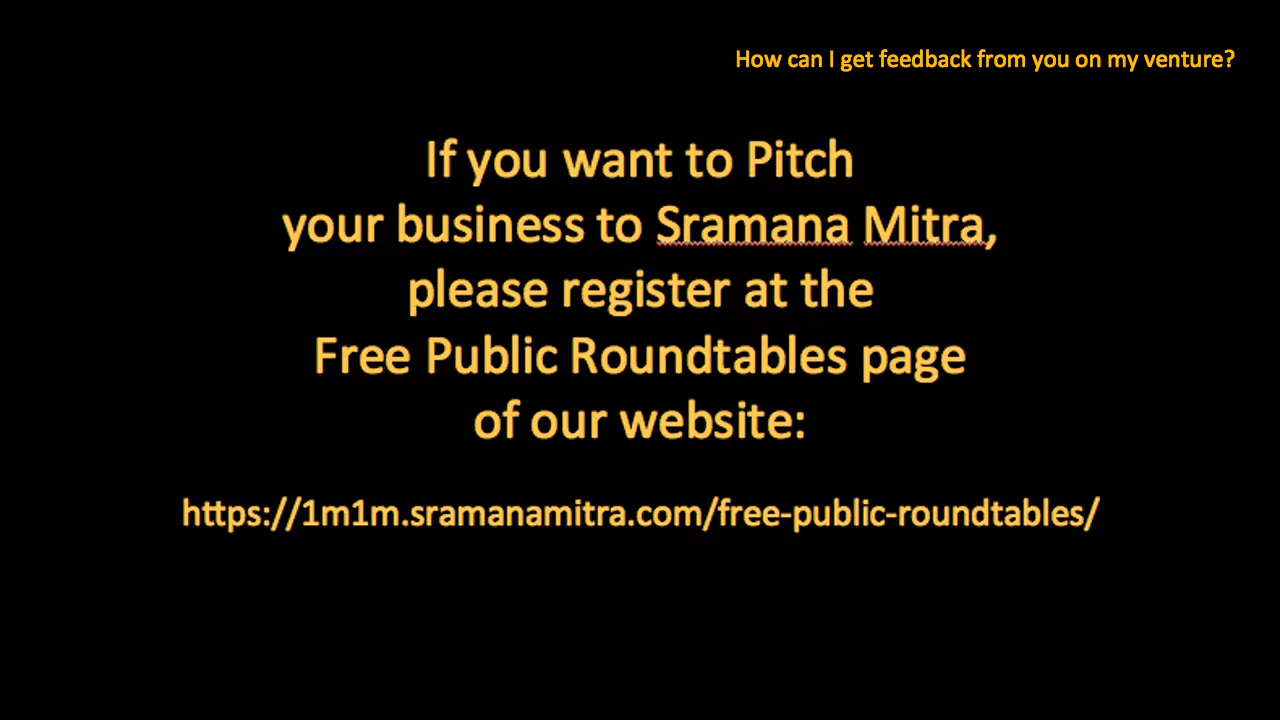 How can I get feedback from you on my venture?
If you want to Pitch
your business to Sramana Mitra,
please register at the
Free Public Roundtables page
of our website:
https://1m1m.sramanamitra.com/free-public-roundtables/